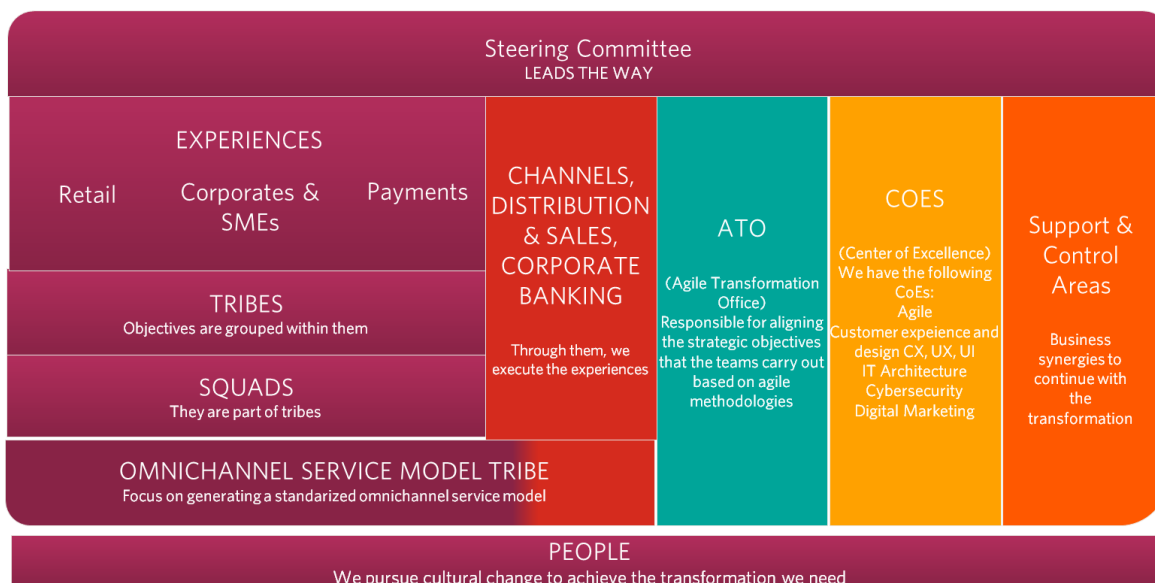 Steering Committee
LEADS THE WAY
EXPERIENCES
Retail
Corporates &
SMEs
Payments
TRIBES
Objectives are grouped within them
SQUADS
They are part of tribes
CHANNELS,
DISTRIBUTION
& SALES,
CORPORATE
BANKING
Through them, we
execute the experiences
OMNICHANNEL SERVICE MODEL TRIBE
Focus on generating a standarized omnichannel service model
ATO
(Agile Transformation
Office)
Responsible for aligning
the strategic objectives
that the teams carry out
based on agile
methodologies
COES
(Center of Excellence)
We have the following
CoEs:
Agile
Customer expeience and
design CX, UX, UI
IT Architecture
Cybersecurity
Digital Marketing
Support &
Control
Areas
Business
synergies to
continue with
the
transformation
PEOPLE
We pursue cultural change to achieve the transformation we need